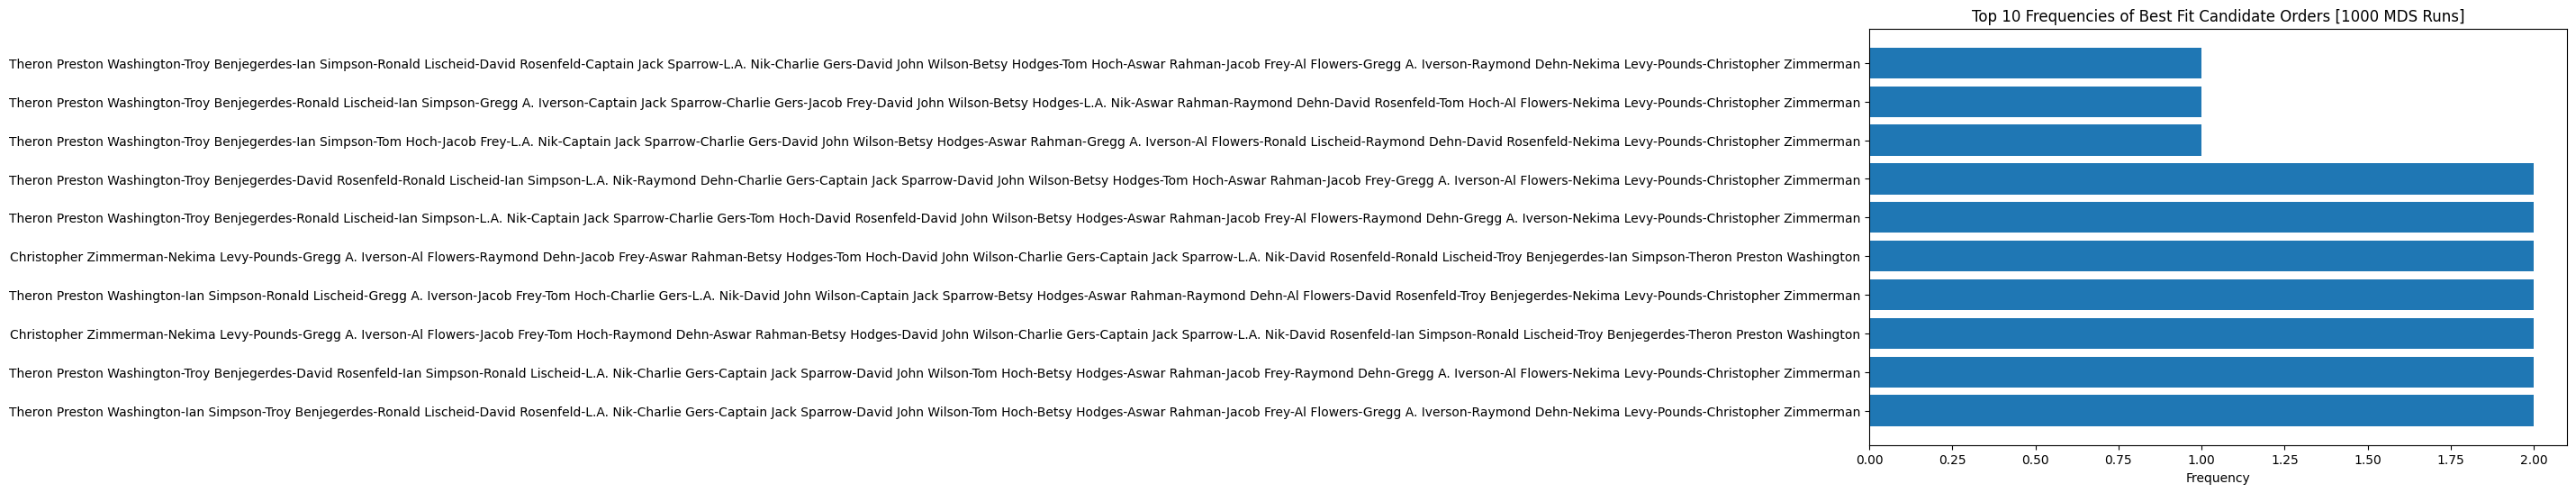 Top 10 Frequencies of Best Fit Candidate Orders [1000 MDS Runs]
Theron Preston Washington-Troy Benjegerdes-Ian Simpson-Ronald Lischeid-David Rosenfeld-Captain Jack Sparrow-L.A. Nik-Charlie Gers-David John Wilson-Betsy Hodges-Tom Hoch-Aswar Rahman-Jacob Frey-Al Flowers-Gregg A. Iverson-Raymond Dehn-Nekima Levy-Pounds-Christopher Zimmerman
Theron Preston Washington-Troy Benjegerdes-Ronald Lischeid-Ian Simpson-Gregg A. Iverson-Captain Jack Sparrow-Charlie Gers-Jacob Frey-David John Wilson-Betsy Hodges-L.A. Nik-Aswar Rahman-Raymond Dehn-David Rosenfeld-Tom Hoch-Al Flowers-Nekima Levy-Pounds-Christopher Zimmerman
Theron Preston Washington-Troy Benjegerdes-Ian Simpson-Tom Hoch-Jacob Frey-L.A. Nik-Captain Jack Sparrow-Charlie Gers-David John Wilson-Betsy Hodges-Aswar Rahman-Gregg A. Iverson-Al Flowers-Ronald Lischeid-Raymond Dehn-David Rosenfeld-Nekima Levy-Pounds-Christopher Zimmerman
Theron Preston Washington-Troy Benjegerdes-David Rosenfeld-Ronald Lischeid-Ian Simpson-L.A. Nik-Raymond Dehn-Charlie Gers-Captain Jack Sparrow-David John Wilson-Betsy Hodges-Tom Hoch-Aswar Rahman-Jacob Frey-Gregg A. Iverson-Al Flowers-Nekima Levy-Pounds-Christopher Zimmerman
Theron Preston Washington-Troy Benjegerdes-Ronald Lischeid-Ian Simpson-L.A. Nik-Captain Jack Sparrow-Charlie Gers-Tom Hoch-David Rosenfeld-David John Wilson-Betsy Hodges-Aswar Rahman-Jacob Frey-Al Flowers-Raymond Dehn-Gregg A. Iverson-Nekima Levy-Pounds-Christopher Zimmerman
Christopher Zimmerman-Nekima Levy-Pounds-Gregg A. Iverson-Al Flowers-Raymond Dehn-Jacob Frey-Aswar Rahman-Betsy Hodges-Tom Hoch-David John Wilson-Charlie Gers-Captain Jack Sparrow-L.A. Nik-David Rosenfeld-Ronald Lischeid-Troy Benjegerdes-Ian Simpson-Theron Preston Washington
Theron Preston Washington-Ian Simpson-Ronald Lischeid-Gregg A. Iverson-Jacob Frey-Tom Hoch-Charlie Gers-L.A. Nik-David John Wilson-Captain Jack Sparrow-Betsy Hodges-Aswar Rahman-Raymond Dehn-Al Flowers-David Rosenfeld-Troy Benjegerdes-Nekima Levy-Pounds-Christopher Zimmerman
Christopher Zimmerman-Nekima Levy-Pounds-Gregg A. Iverson-Al Flowers-Jacob Frey-Tom Hoch-Raymond Dehn-Aswar Rahman-Betsy Hodges-David John Wilson-Charlie Gers-Captain Jack Sparrow-L.A. Nik-David Rosenfeld-Ian Simpson-Ronald Lischeid-Troy Benjegerdes-Theron Preston Washington
Theron Preston Washington-Troy Benjegerdes-David Rosenfeld-Ian Simpson-Ronald Lischeid-L.A. Nik-Charlie Gers-Captain Jack Sparrow-David John Wilson-Tom Hoch-Betsy Hodges-Aswar Rahman-Jacob Frey-Raymond Dehn-Gregg A. Iverson-Al Flowers-Nekima Levy-Pounds-Christopher Zimmerman
Theron Preston Washington-Ian Simpson-Troy Benjegerdes-Ronald Lischeid-David Rosenfeld-L.A. Nik-Charlie Gers-Captain Jack Sparrow-David John Wilson-Tom Hoch-Betsy Hodges-Aswar Rahman-Jacob Frey-Al Flowers-Gregg A. Iverson-Raymond Dehn-Nekima Levy-Pounds-Christopher Zimmerman
0.00 0.25 0.50 0.75 1.00 1.25 1.50 1.75 2.00
Frequency